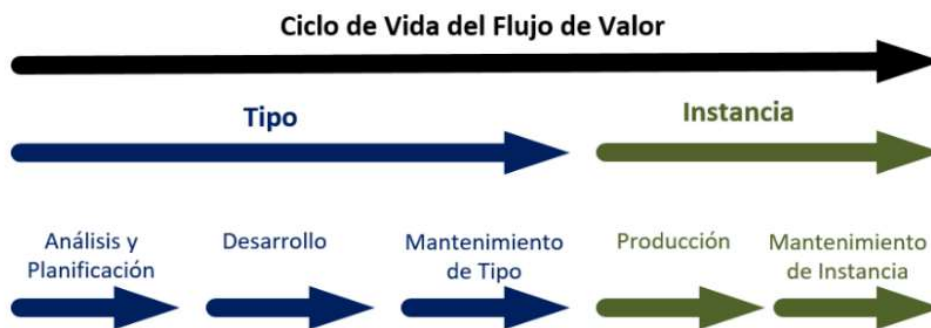 Ciclo de Vida del Flujo de Valor
Tipo
Instancia
Análisis y
Planificación
Desarrollo
Mantenimiento
de Tipo
Producción
Mantenimiento
de Instancia